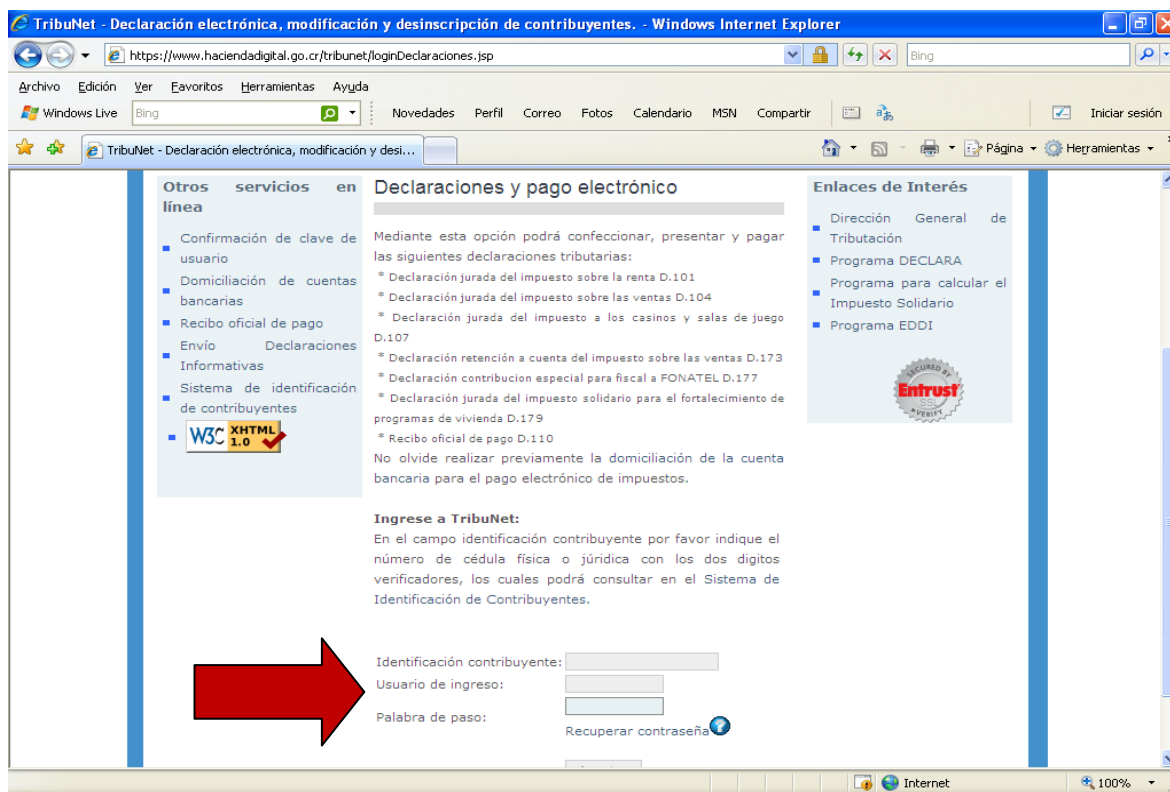 TribuNet - Declaración electrónica, modificación y desinscripción de contribuyentes. - Windows Internet Explorer
https://www.haciendadigital.go.cr/tribunet/loginDeclaraciones.jsp
Bing
Archivo Edición Ver Favoritos Herramientas Ayuda
Windows Live Bing Novedades Perfil Correo Fotos Calendario MSN Compartir Iniciar sesión
TribuNet - Declaración electrónica, modificación y desi... Página Herramientas
Otros servicios en
línea
Confirmación de clave de
usuario
Domiciliación de cuentas
bancarias
Recibo oficial de pago
Envío Declaraciones
Informativas
Sistema de identificación
de contribuyentes
W3C XHTML
1.0
Declaraciones y pago electrónico
Mediante esta opción podrá confeccionar, presentar y pagar
las siguientes declaraciones tributarias:
* Declaración jurada del impuesto sobre la renta D.101
* Declaración jurada del impuesto sobre las ventas D.104
* Declaración jurada del impuesto a los casinos y salas de juego
D.107
* Declaración retención a cuenta del impuesto sobre las ventas D.173
* Declaración contribucion especial para fiscal a FONATEL D.177
* Declaración jurada del impuesto solidario para el fortalecimiento de
programas de vivienda D.179
* Recibo oficial de pago D.110
No olvide realizar previamente la domiciliación de la cuenta
bancaria para el pago electrónico de impuestos.
Ingrese a TribuNet:
En el campo identificación contribuyente por favor indique el
número de cédula física o júridica con los dos digitos
verificadores, los cuales podrá consultar en el Sistema de
Identificación de Contribuyentes.
Identificación contribuyente:
Usuario de ingreso:
Palabra de paso:
Recuperar contraseña
Enlaces de Interés
Dirección General de
Tributación
Programa DECLARA
Programa para calcular el
Impuesto Solidario
Programa EDDI
SECURED BY
Entrust
SSL
VERIFY
Internet 100%